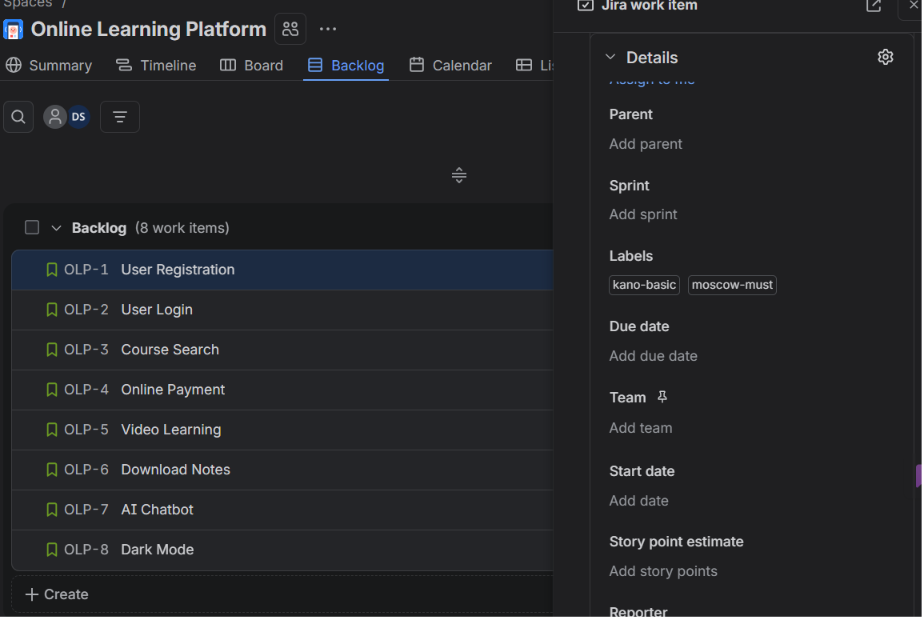 Spaces /
Online Learning Platform
Summary
Timeline
Board
Backlog
Calendar
DS
Backlog (8 work items)
OLP-1 User Registration
OLP-2 User Login
OLP-3 Course Search
OLP-4 Online Payment
OLP-5 Video Learning
OLP-6 Download Notes
OLP-7 AI Chatbot
OLP-8 Dark Mode
+ Create
Jira work item
Details
Assign to me
Parent
Add parent
Sprint
Add sprint
Labels
kano-basic moscow-must
Due date
Add due date
Team
Add team
Start date
Add date
Story point estimate
Add story points
Reporter